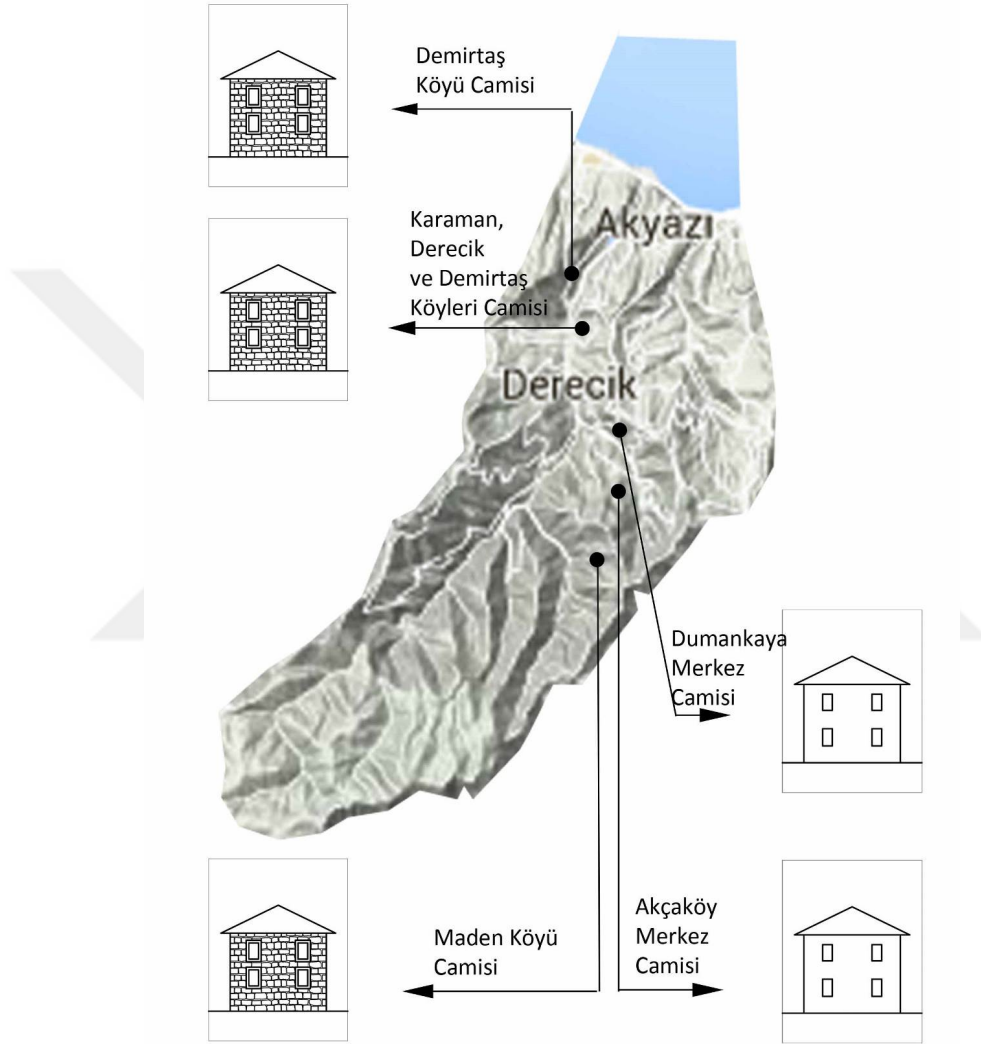 Demirtaş
Köyü Camisi
Karaman,
Derecik
ve Demirtaş
Köyleri Camisi
Akyazı
Derecik
Dumankaya
Merkez
Camisi
Maden Köyü
Camisi
Akçaköy
Merkez
Camisi